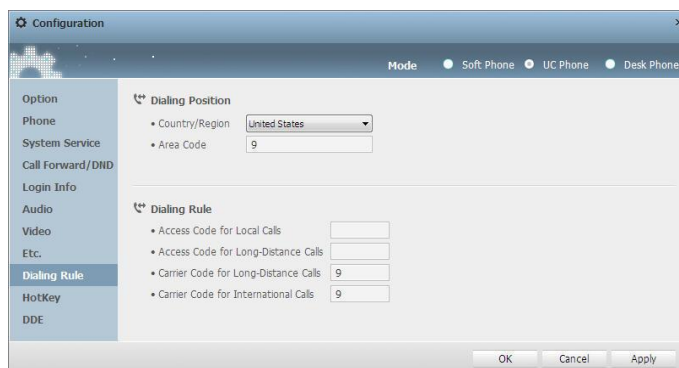 Configuration
Mode Soft Phone UC Phone Desk Phone
Option
Phone
System Service
Call Forward/DND
Login Info
Audio
Video
Etc.
Dialing Rule
HotKey
DDE
Dialing Position
• Country/Region United States
• Area Code 9
Dialing Rule
• Access Code for Local Calls
• Access Code for Long-Distance Calls
• Carrier Code for Long-Distance Calls 9
• Carrier Code for International Calls 9
OK Cancel Apply